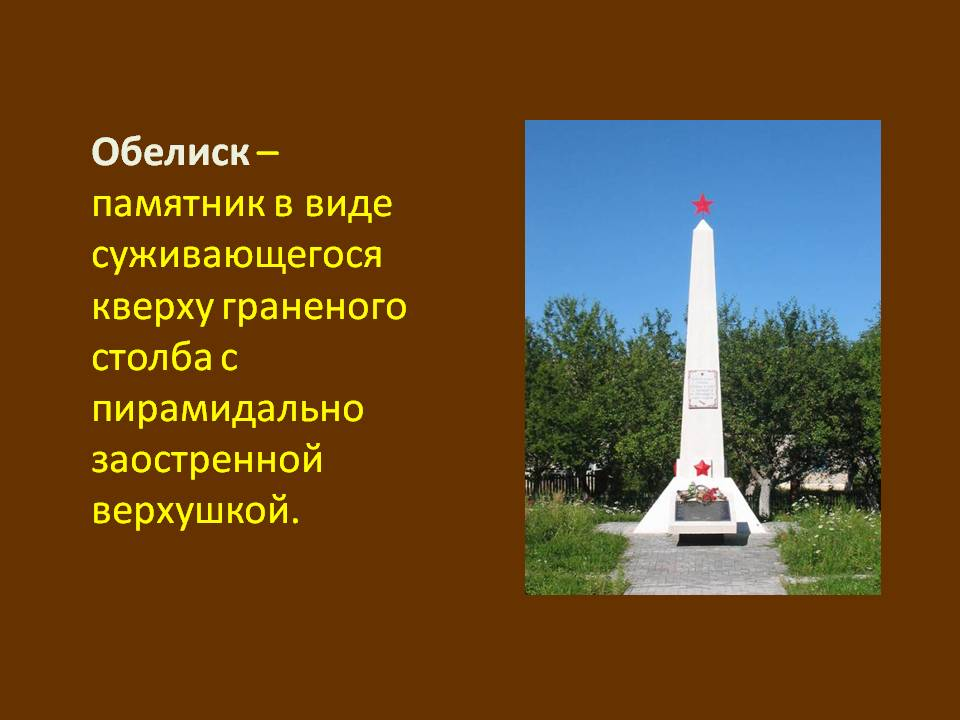 Обелиск –
памятник в виде
суживающегося
кверху граненого
столба с
пирамидально
заостренной
верхушкой.